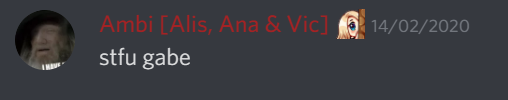 Ambi [Alis, Ana & Vic] 14/02/2020
stfu gabe